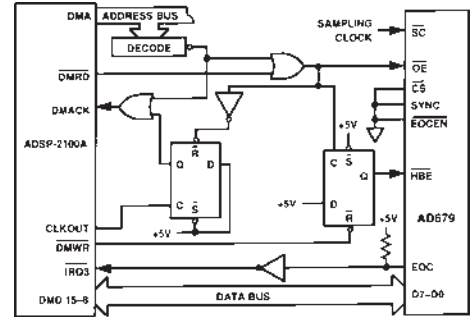 DMA
ADDRESS BUS
DECODE
SAMPLING
CLOCK
SC
DMRD
OE
CS
SYNC
EOCEN
DMACK
ADSP-2100A
+5V
R
Q D
C
S
+5V
C S
Q
D
R
+5V
HBE
AD679
+5V
CLKOUT
DMWR
IRQ3
EOC
DMD 15–8
DATA BUS
D7–D0